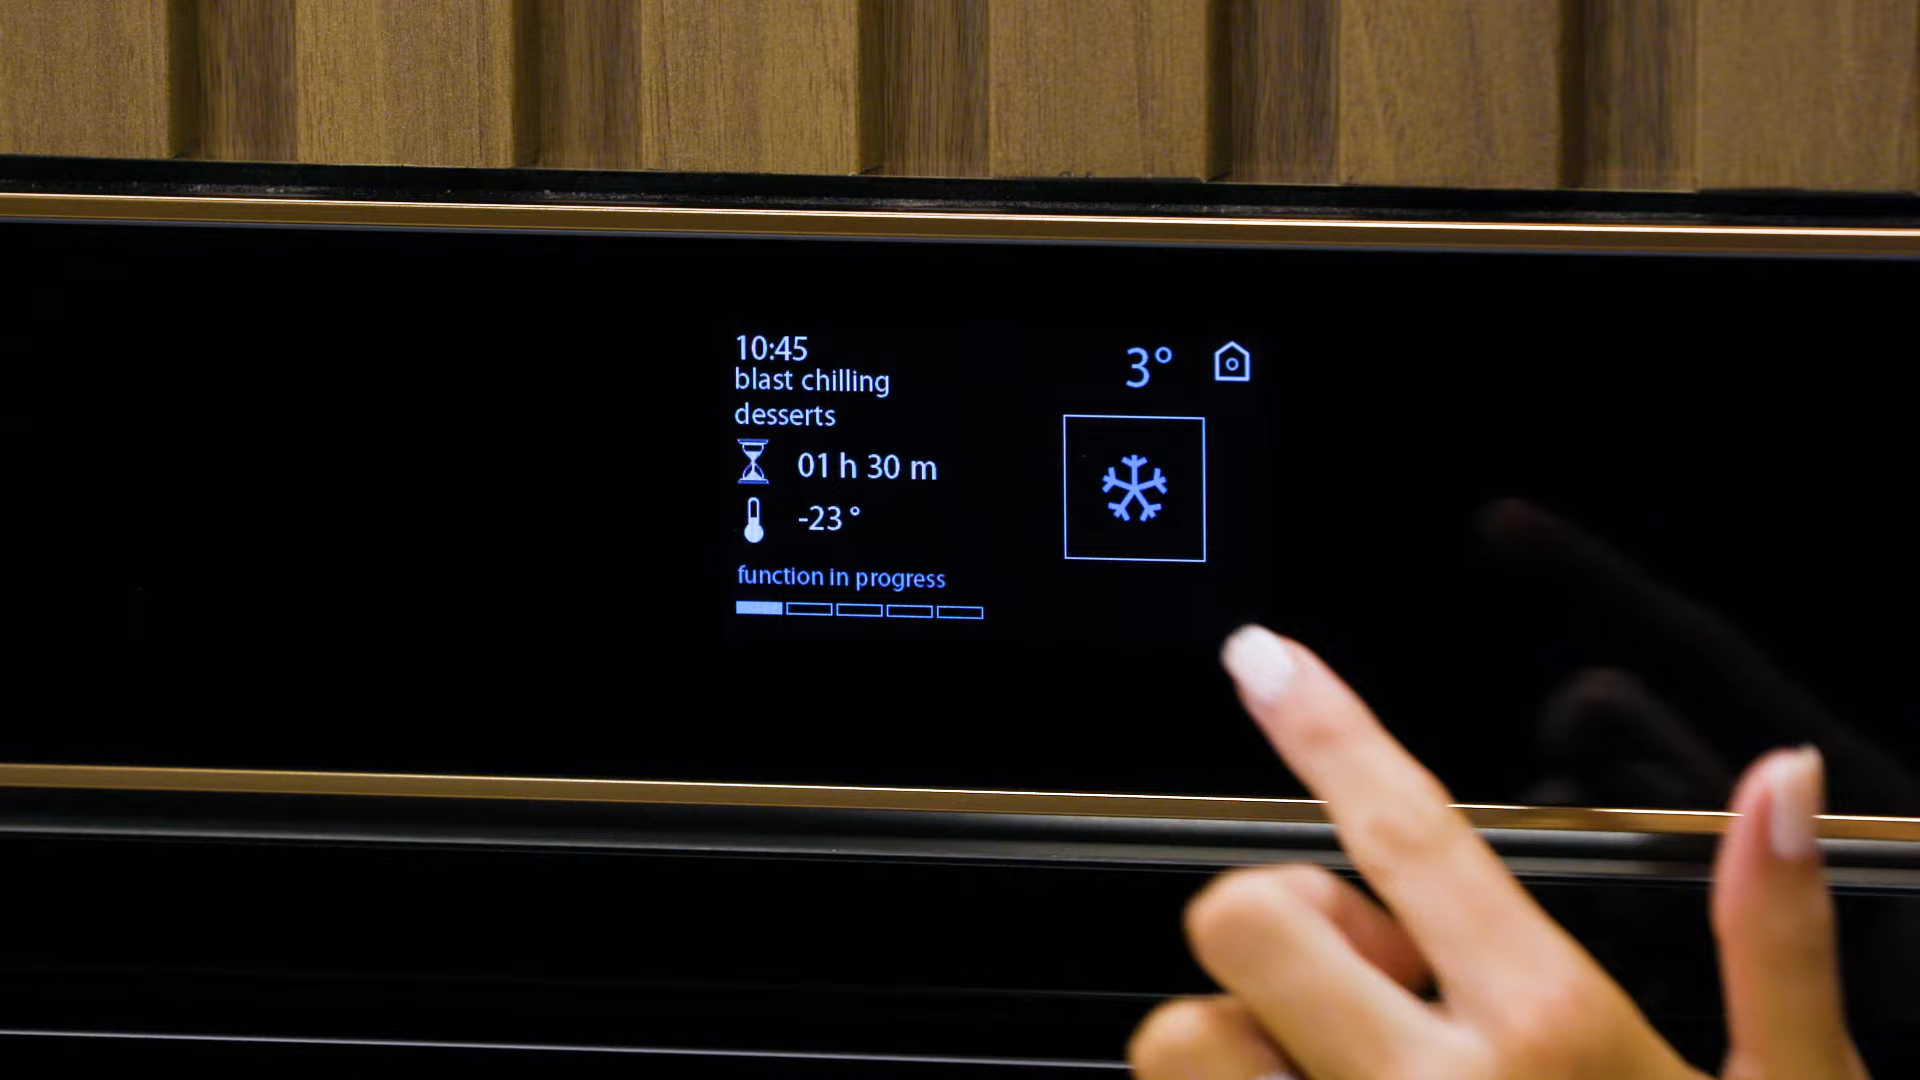 10:45
blast chilling
desserts
01 h 30 m
-23 °
function in progress
3°